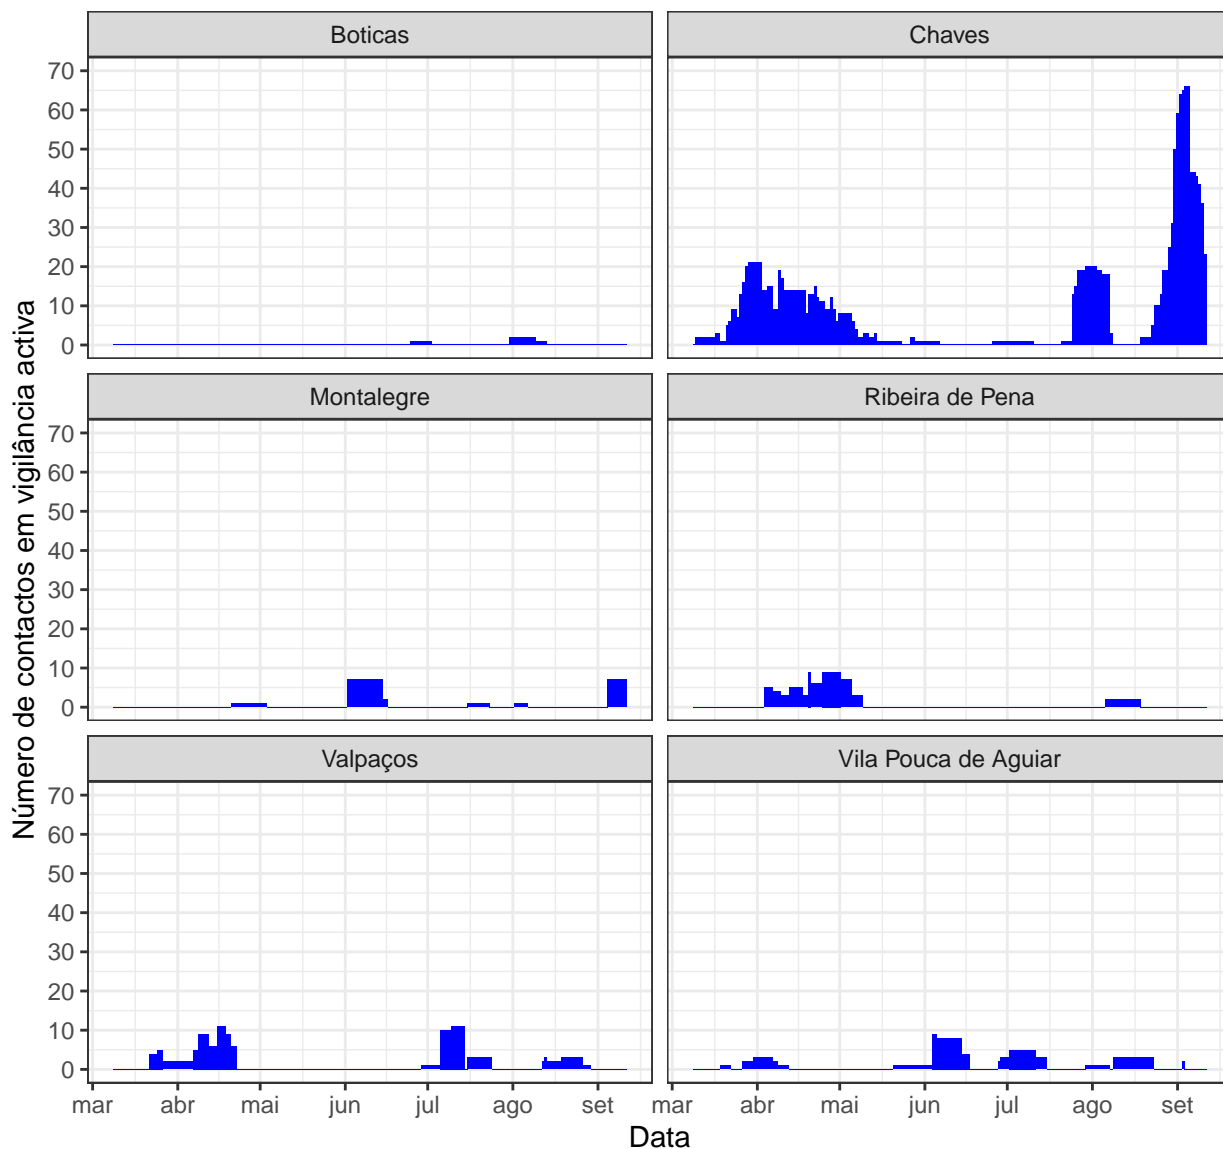 Boticas
Chaves
70
60
50
40
30
20
10
0
Montalegre
Ribeira de Pena
70
60
50
40
30
20
10
0
Valpaços
Vila Pouca de Aguiar
70
60
50
40
30
20
10
0
mar abr mai jun jul ago set
mar abr mai jun jul ago set
Data
Número de contactos em vigilância activa